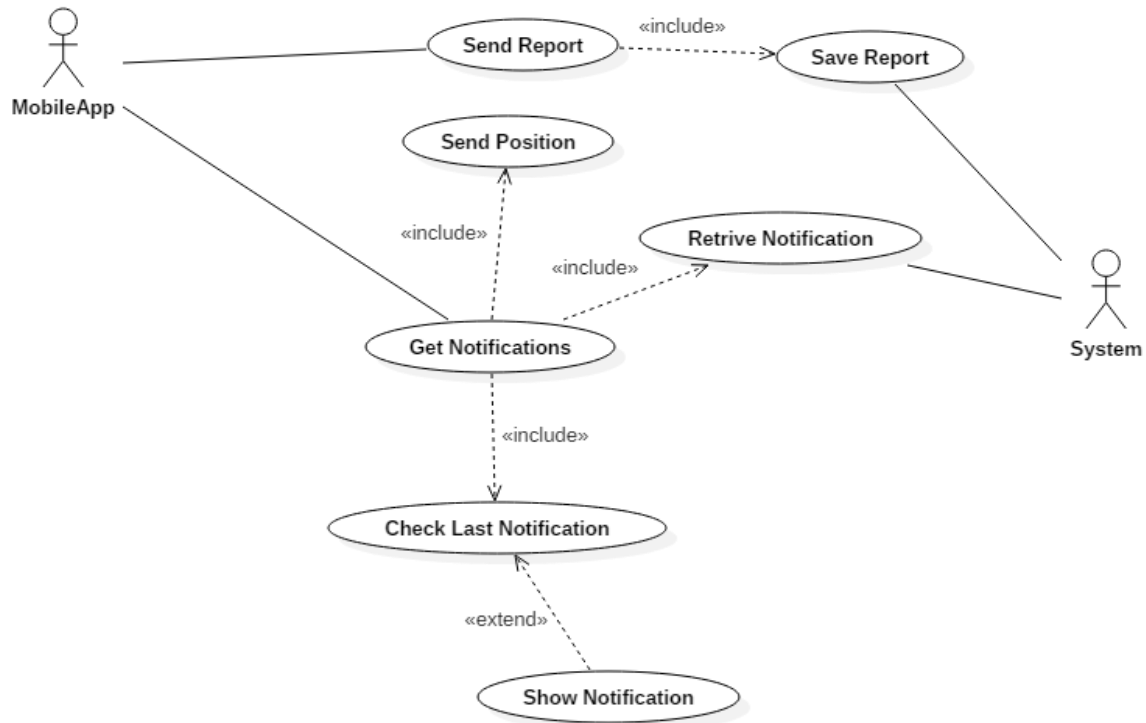 Send Report
«include»
Save Report
MobileApp
Send Position
«include»
Retrive Notification
«include»
Get Notifications
System
«include»
Check Last Notification
«extend»
Show Notification